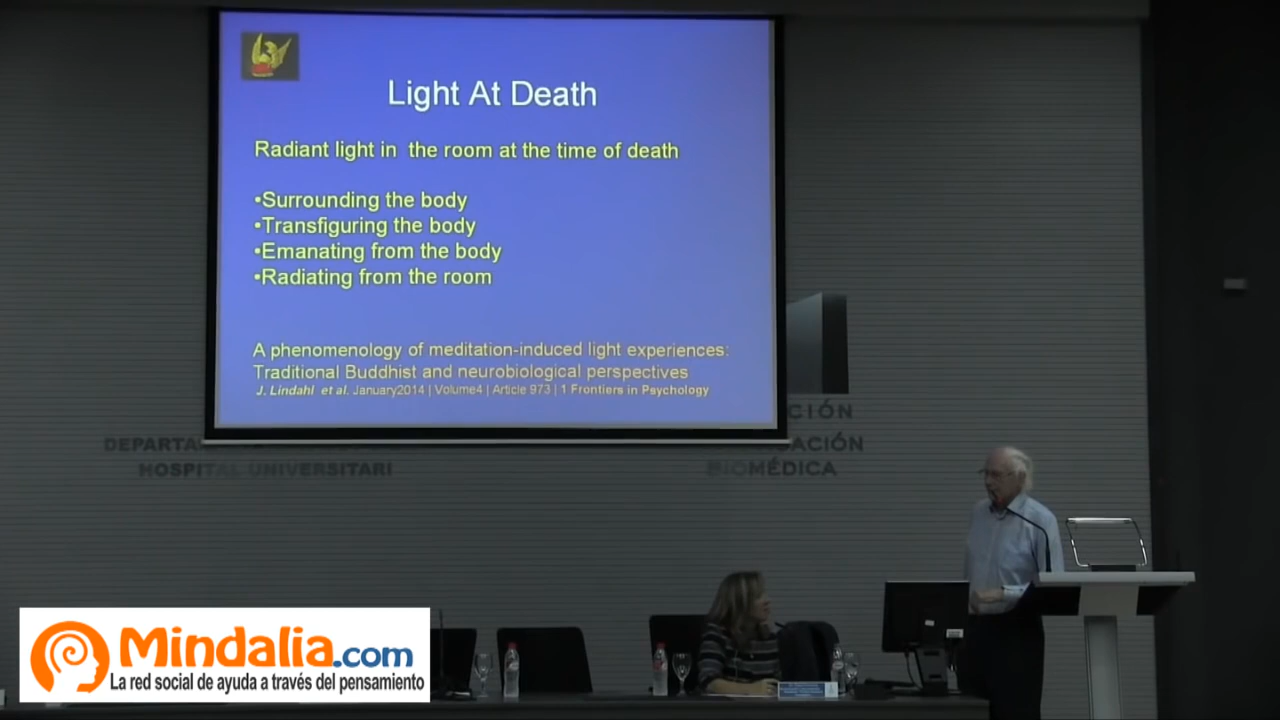 Light At Death
Radiant light in the room at the time of death
•Surrounding the body
•Transfiguring the body
•Emanating from the body
•Radiating from the room
A phenomenology of meditation-induced light experiences:
Traditional Buddhist and neurobiological perspectives
J. Lindahl et al. January2014 | Volume4 | Article 973 | 1 Frontiers in Psychology
CIÓN
DEPARTA
ACIÓN
HOSPITAL UNIVERSITARI
BIOMÉDICA
Mindalia.com
La red social de ayuda a través del pensamiento